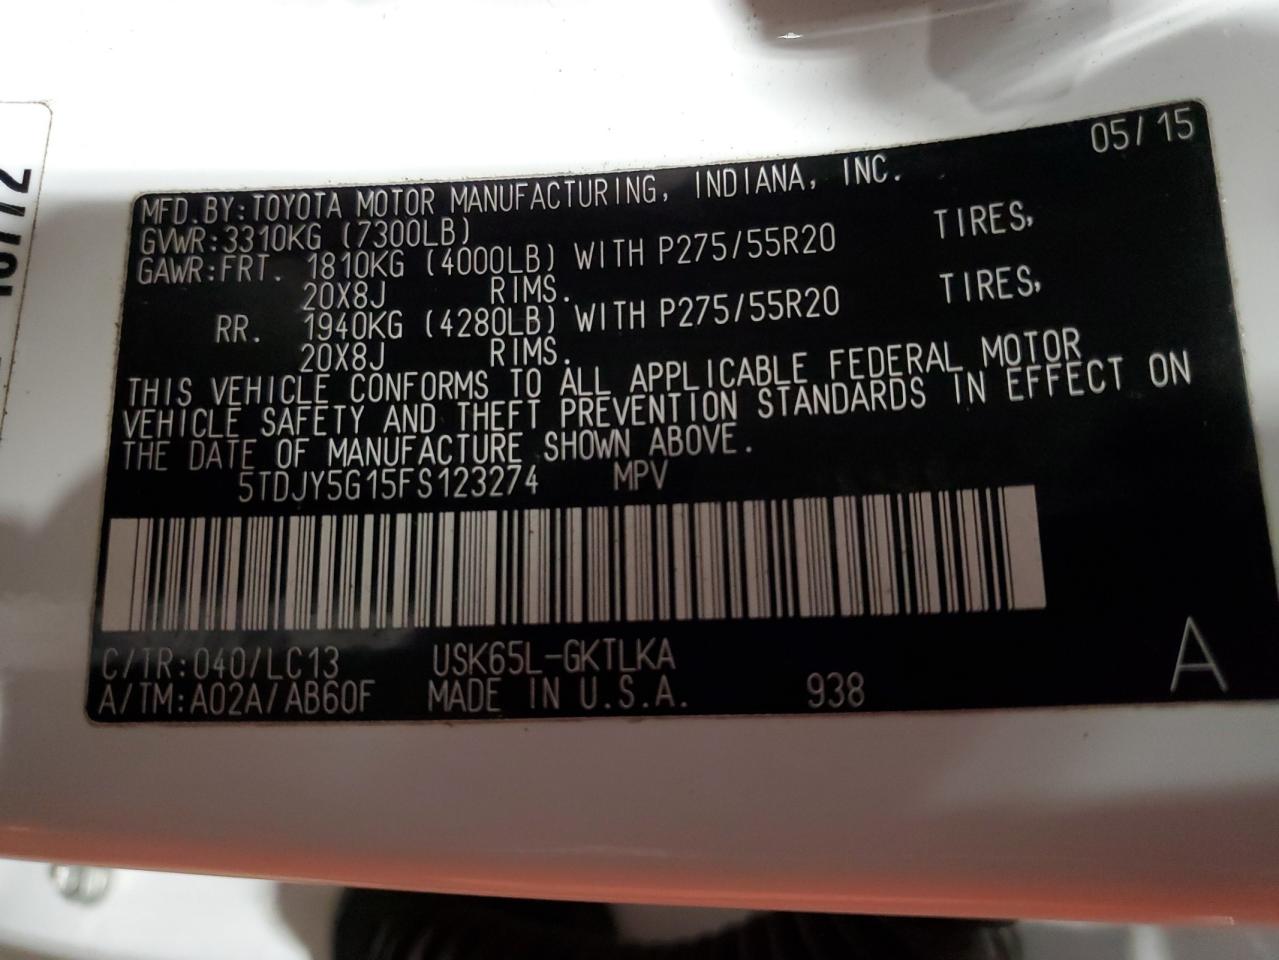 05/15
MFD.BY:TOYOTA MOTOR MANUFACTURING, INDIANA, INC.
GVWR:3310KG (7300LB)
GAWR:FRT. 1810KG (4000LB) WITH P275/55R20 TIRES,
20X8J RIMS.
RR. 1940KG (4280LB) WITH P275/55R20 TIRES,
20X8J RIMS.
THIS VEHICLE CONFORMS TO ALL APPLICABLE FEDERAL MOTOR
VEHICLE SAFETY AND THEFT PREVENTION STANDARDS IN EFFECT ON
THE DATE OF MANUFACTURE SHOWN ABOVE.
5TDJY5G15FS123274 MPV
C/TR:040/LC13 USK65L-GKTLKA
A/TM:A02A/AB60F MADE IN U.S.A. 938 A